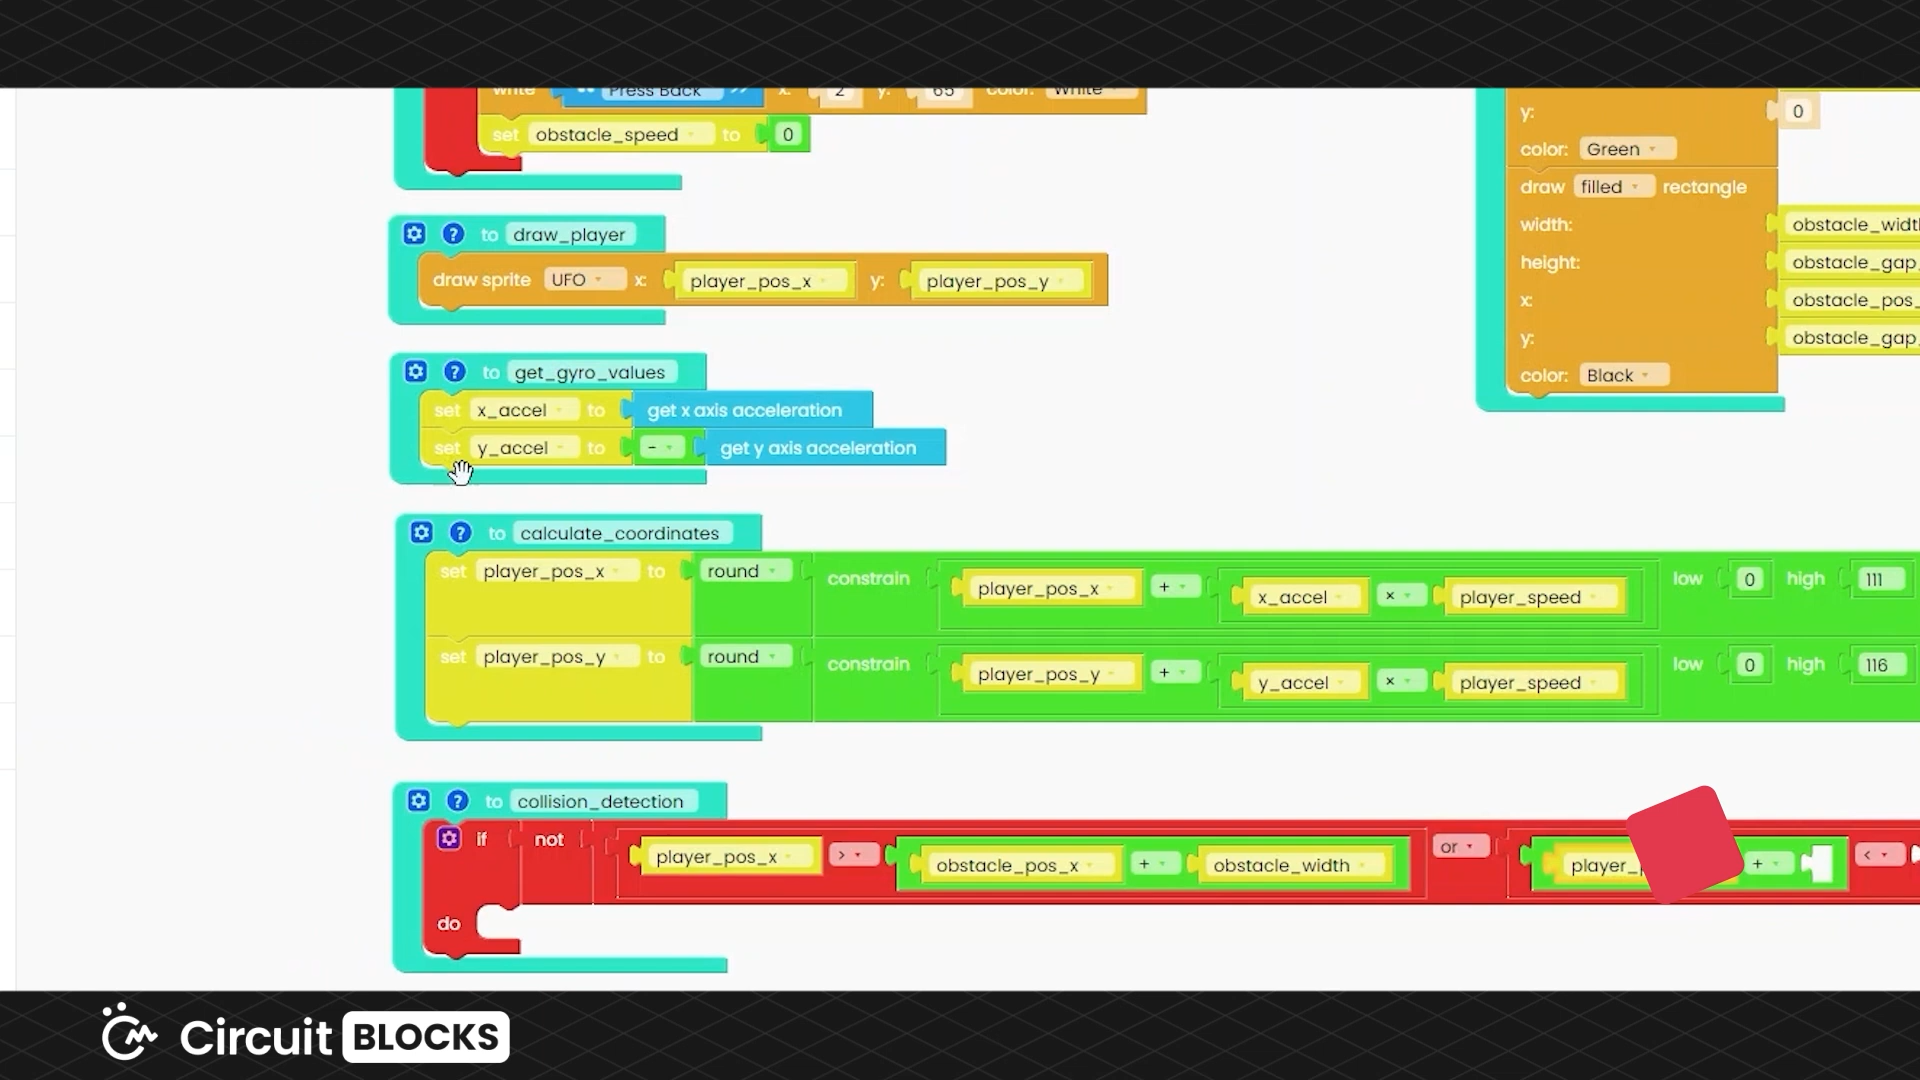 write “ Press Back ” x: 2 y: 65 color: White
set obstacle_speed to 0
to draw_player
draw sprite UFO x: player_pos_x y: player_pos_y
to get_gyro_values
set x_accel to get x axis acceleration
set y_accel to - get y axis acceleration
to calculate_coordinates
set player_pos_x to round constrain player_pos_x + x_accel × player_speed low 0 high 111
set player_pos_y to round constrain player_pos_y + y_accel × player_speed low 0 high 116
to collision_detection
if not player_pos_x > obstacle_pos_x + obstacle_width or + <
do
y: 0
color: Green
draw filled rectangle
width:
height: obstacle_gap
x: obstacle_pos_
y: obstacle_gap
color: Black
Circuit BLOCKS